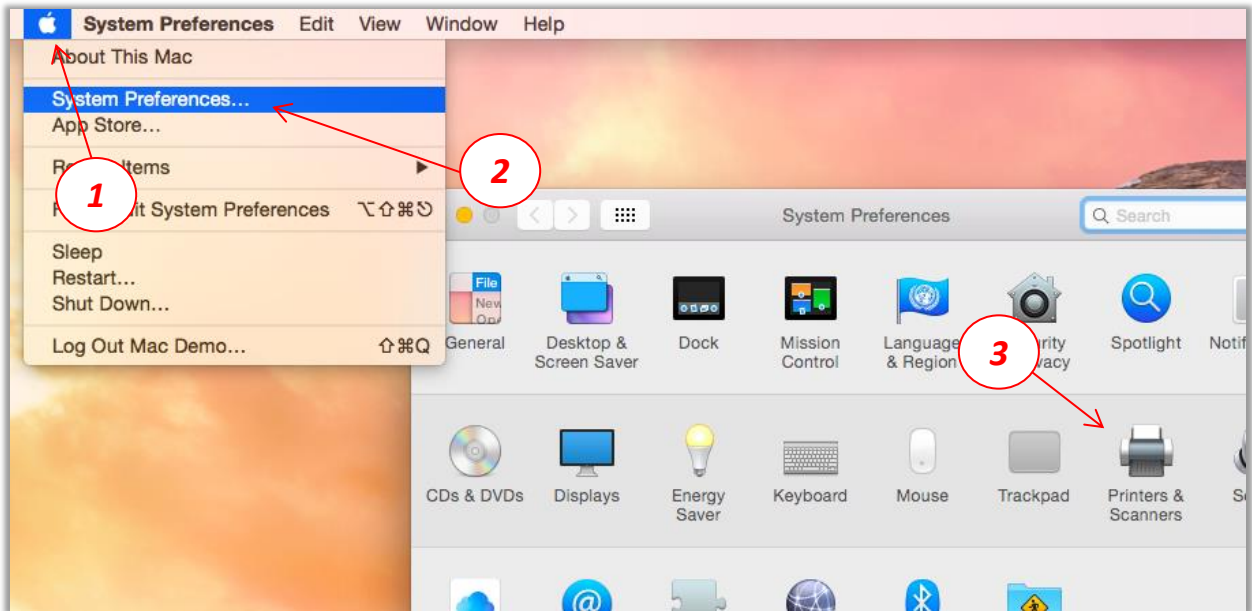 System Preferences Edit View Window Help
About This Mac
System Preferences...
App Store...
Items
1
2
it System Preferences ⌥⇧⌘⎋
Sleep
Restart...
Shut Down...
Log Out Mac Demo... ⇧⌘Q
System Preferences
Search
File
New
General
Desktop &
Screen Saver
Dock
Mission
Control
Language
& Region
3
Spotlight
CDs & DVDs
Displays
Energy
Saver
Keyboard
Mouse
Trackpad
Printers &
Scanners
@